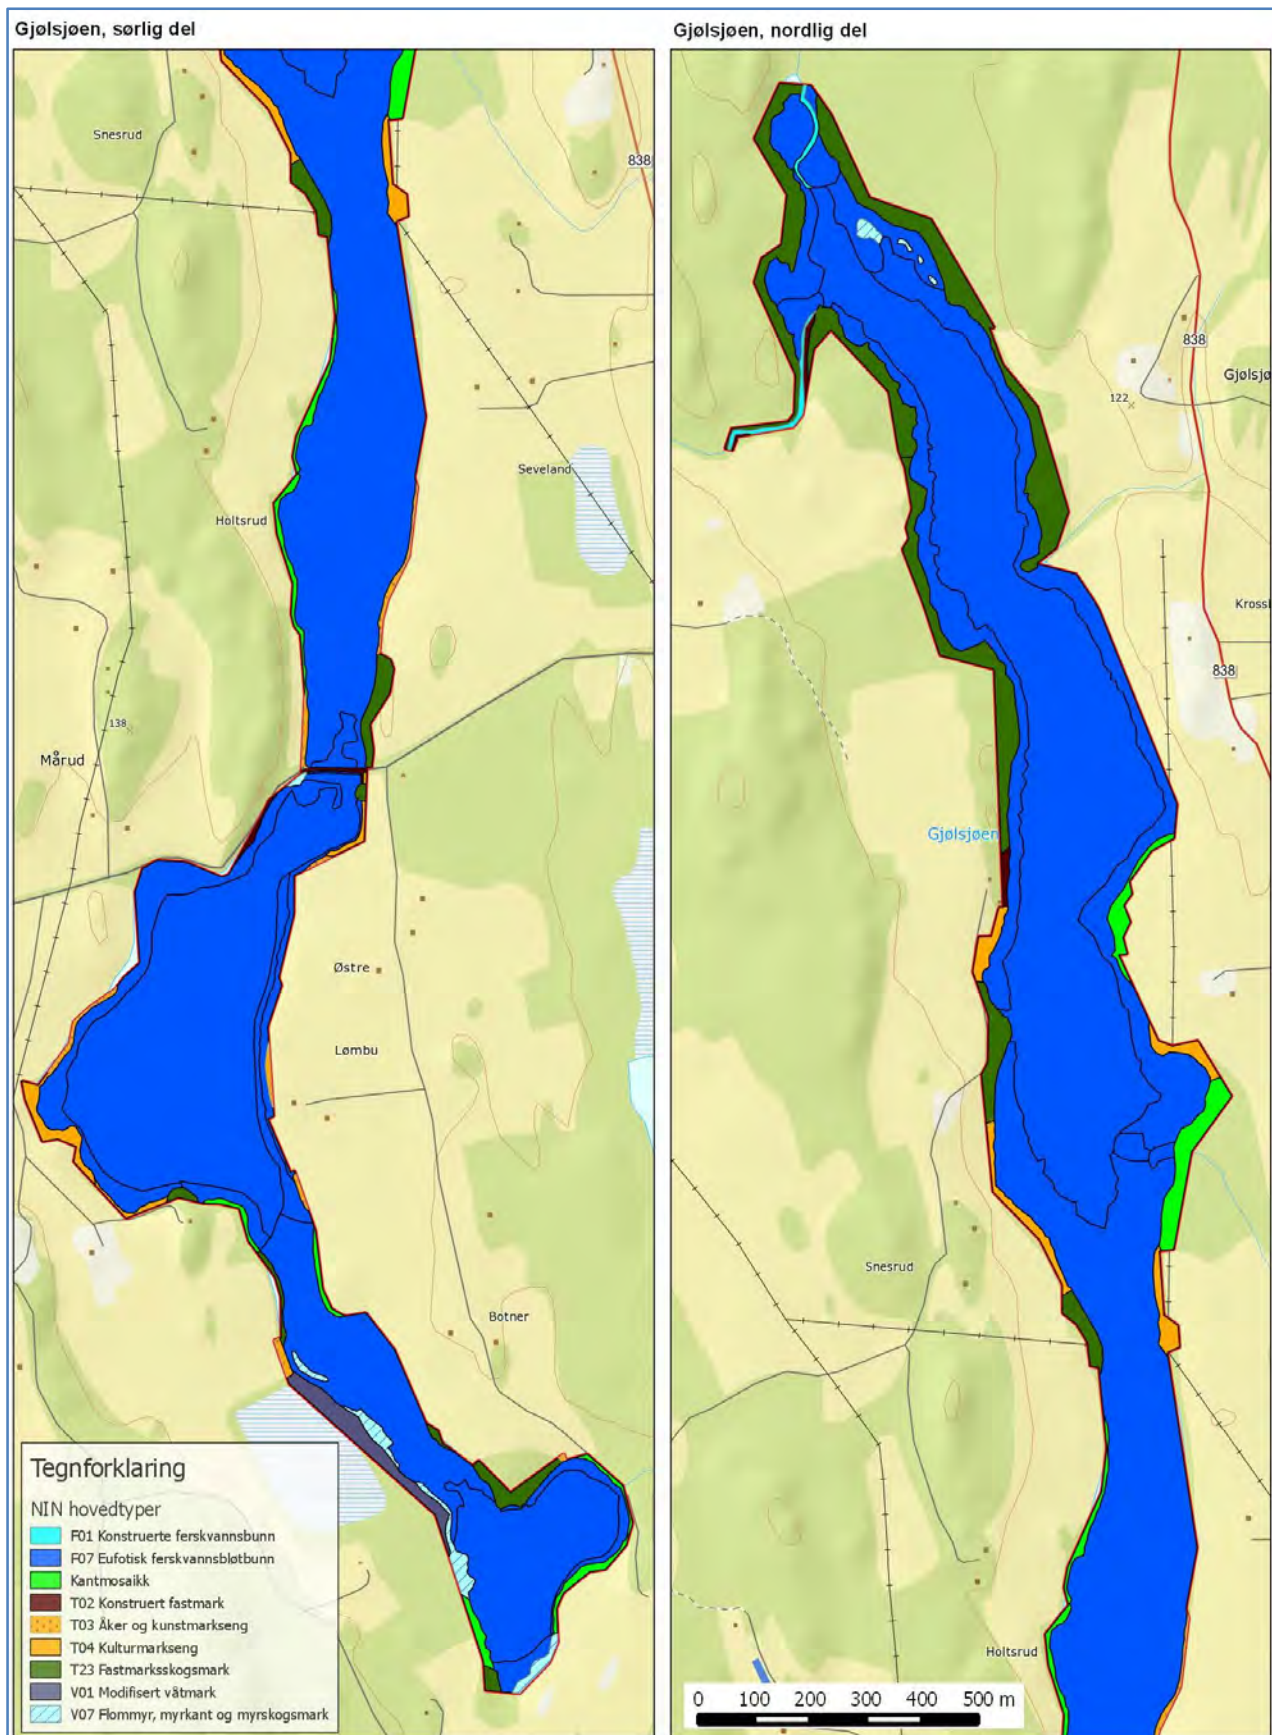 Gjølsjøen, sørlig del
Snesrud
838
Seveland
Holtsrud
138
Mårud
Østre
Lømbu
Botner
Tegnforklaring
NIN hovedtyper
F01 Konstruerte ferskvannsbunn
F07 Eufotisk ferskvannsbløtbunn
Kantmosaikk
T02 Konstruert fastmark
T03 Åker og kunstmarkseng
T04 Kulturmarkseng
T23 Fastmarksskogsmark
V01 Modifisert våtmark
V07 Flommyr, myrkant og myrskogsmark
Gjølsjøen, nordlig del
838
Gjølsjø
122
Krossl
838
Gjølsjøen
Snesrud
Holtsrud
0 100 200 300 400 500 m